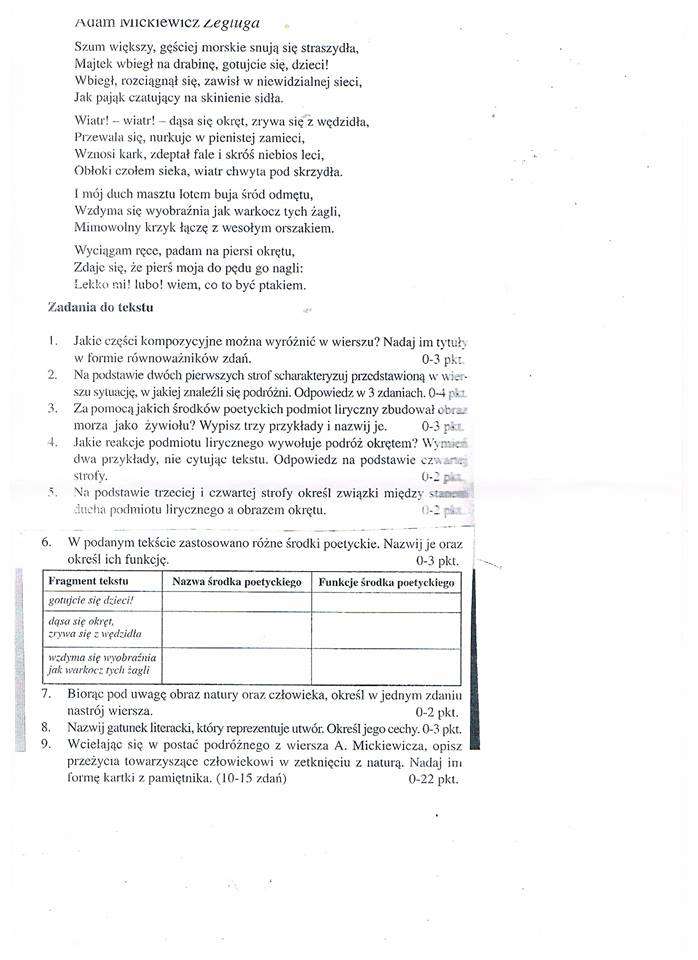 Adam Mickiewicz Żegluga
Szum większy, gęściej morskie snują się straszydła,
Majtek wbiegł na drabinę, gotujcie się, dzieci!
Wbiegł, rozciągnął się, zawisł w niewidzialnej sieci,
Jak pająk czatujący na skinienie sidła.
Wiatr! – wiatr! – dąsa się okręt, zrywa się z wędzidła,
Przewala się, nurkuje w pienistej zamieci,
Wznosi kark, zdeptał fale i skróś niebios leci,
Obłoki czołem sieka, wiatr chwyta pod skrzydła.
I mój duch masztu lotem buja śród odmętu,
Wzdyma się wyobraźnia jak warkocz tych żagli,
Mimowolny krzyk łączę z wesołym orszakiem.
Wyciągam ręce, padam na piersi okrętu,
Zdaje się, że pierś moja do pędu go nagli:
Lekko mi! lubo! wiem, co to być ptakiem.
Zadania do tekstu
1. Jakie części kompozycyjne można wyróżnić w wierszu? Nadaj im tytuły
w formie równoważników zdań. 0-3 pkt.
2. Na podstawie dwóch pierwszych strof scharakteryzuj przedstawioną w wier-
szu sytuację, w jakiej znaleźli się podróżni. Odpowiedz w 3 zdaniach. 0-4 pkt.
3. Za pomocą jakich środków poetyckich podmiot liryczny zbudował obraz
morza jako żywiołu? Wypisz trzy przykłady i nazwij je. 0-3 pkt.
4. Jakie reakcje podmiotu lirycznego wywołuje podróż okrętem? Wymień
dwa przykłady, nie cytując tekstu. Odpowiedz na podstawie czwartej
strofy. 0-2 pkt.
5. Na podstawie trzeciej i czwartej strofy określ związki między stanem
ducha podmiotu lirycznego a obrazem okrętu. 0-2 pkt.
6. W podanym tekście zastosowano różne środki poetyckie. Nazwij je oraz
określ ich funkcję. 0-3 pkt.
Fragment tekstu Nazwa środka poetyckiego Funkcje środka poetyckiego
gotujcie się dzieci!
dąsa się okręt,
zrywa się z wędzidła
wzdyma się wyobraźnia
jak warkocz tych żagli
7. Biorąc pod uwagę obraz natury oraz człowieka, określ w jednym zdaniu
nastrój wiersza. 0-2 pkt.
8. Nazwij gatunek literacki, który reprezentuje utwór. Określ jego cechy. 0-3 pkt.
9. Wcielając się w postać podróżnego z wiersza A. Mickiewicza, opisz
przeżycia towarzyszące człowiekowi w zetknięciu z naturą. Nadaj im
formę kartki z pamiętnika. (10-15 zdań) 0-22 pkt.